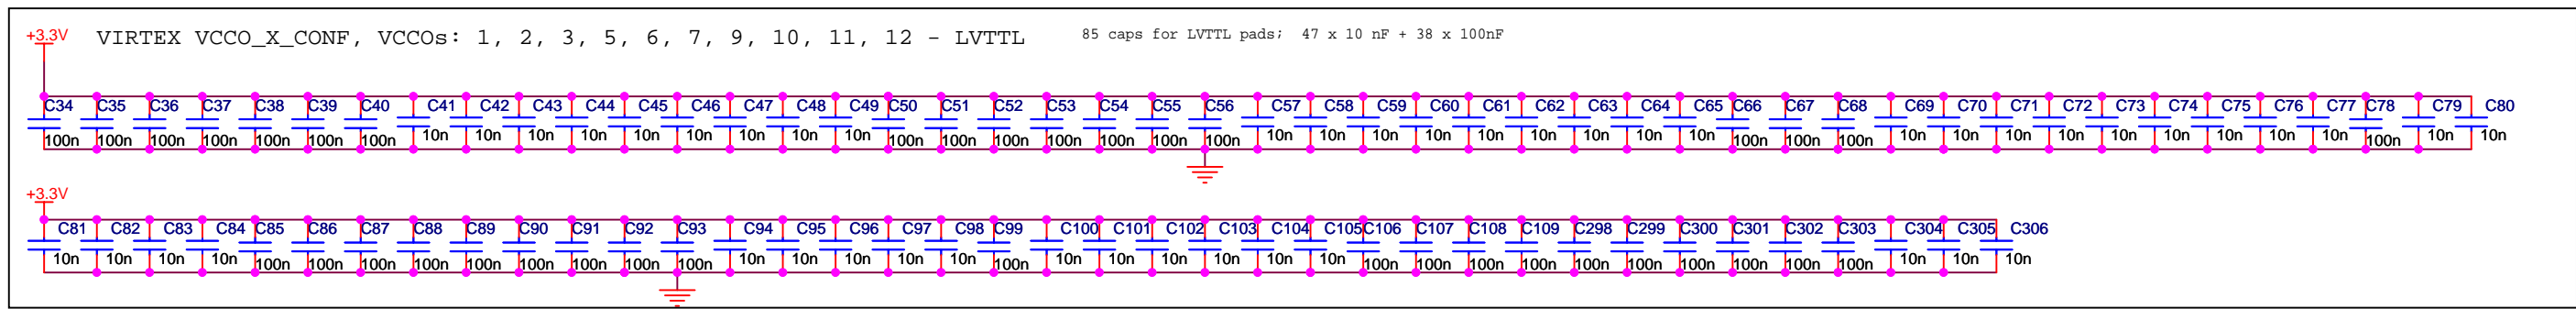 +3.3V
VIRTEX VCCO_X_CONF, VCCOs: 1, 2, 3, 5, 6, 7, 9, 10, 11, 12 - LVTTL 85 caps for LVTTL pads; 47 x 10 nF + 38 x 100nF
C34 C35 C36 C37 C38 C39 C40 C41 C42 C43 C44 C45 C46 C47 C48 C49 C50 C51 C52 C53 C54 C55 C56 C57 C58 C59 C60 C61 C62 C63 C64 C65 C66 C67 C68 C69 C70 C71 C72 C73 C74 C75 C76 C77 C78 C79 C80
100n 100n 100n 100n 100n 100n 100n 10n 10n 10n 10n 10n 10n 10n 10n 10n 100n 100n 100n 100n 100n 100n 100n 10n 10n 10n 10n 10n 10n 10n 10n 10n 100n 100n 100n 10n 10n 10n 10n 10n 10n 10n 10n 10n 100n 10n 10n
+3.3V
C81 C82 C83 C84 C85 C86 C87 C88 C89 C90 C91 C92 C93 C94 C95 C96 C97 C98 C99 C100 C101 C102 C103 C104 C105 C106 C107 C108 C109 C298 C299 C300 C301 C302 C303 C304 C305 C306
10n 10n 10n 10n 100n 100n 100n 100n 100n 100n 100n 100n 100n 10n 10n 10n 10n 10n 100n 10n 10n 10n 10n 10n 10n 100n 100n 100n 100n 100n 100n 100n 100n 100n 100n 10n 10n 10n